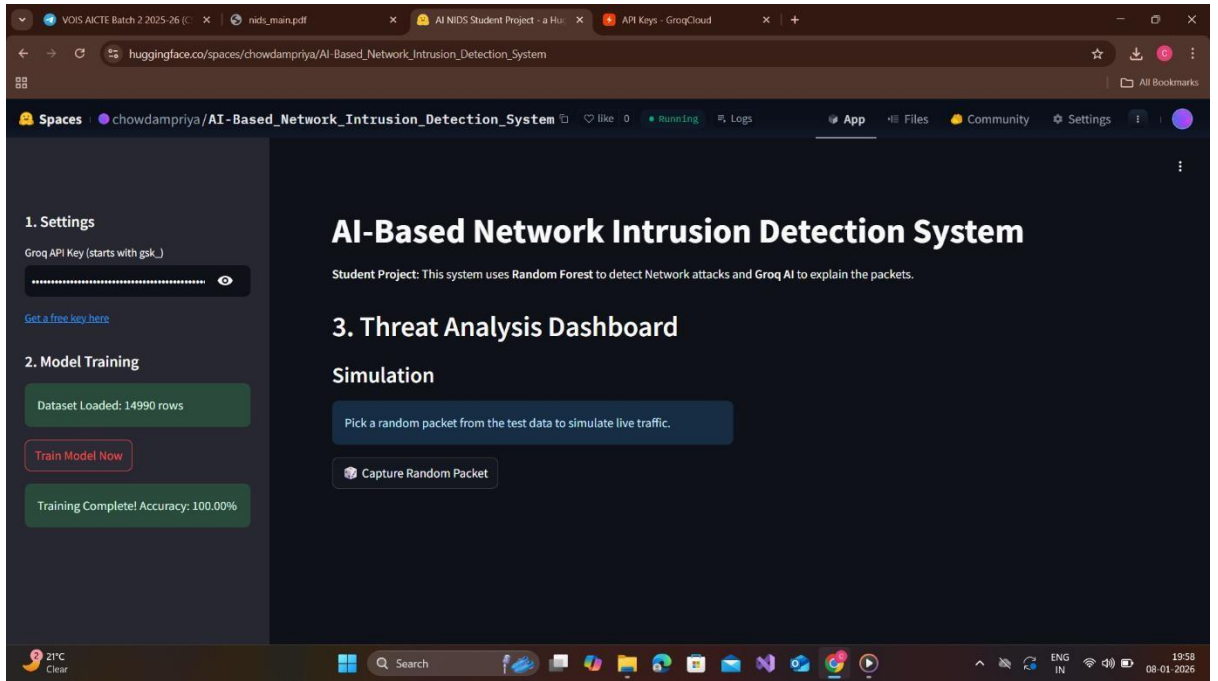 VOIS AICTE Batch 2 2025-26 (C
nids_main.pdf
AI NIDS Student Project - a Hug
API Keys - GroqCloud
huggingface.co/spaces/chowdampriya/AI-Based_Network_Intrusion_Detection_System
C
All Bookmarks
Spaces
chowdampriya/AI-Based_Network_Intrusion_Detection_System
like 0
Running
Logs
App
Files
Community
Settings
1. Settings
Groq API Key (starts with gsk_)
Get a free key here
2. Model Training
Dataset Loaded: 14990 rows
Train Model Now
Training Complete! Accuracy: 100.00%
AI-Based Network Intrusion Detection System
Student Project: This system uses Random Forest to detect Network attacks and Groq AI to explain the packets.
3. Threat Analysis Dashboard
Simulation
Pick a random packet from the test data to simulate live traffic.
Capture Random Packet
2
21°C
Clear
Search
ENG
IN
19:58
08-01-2026